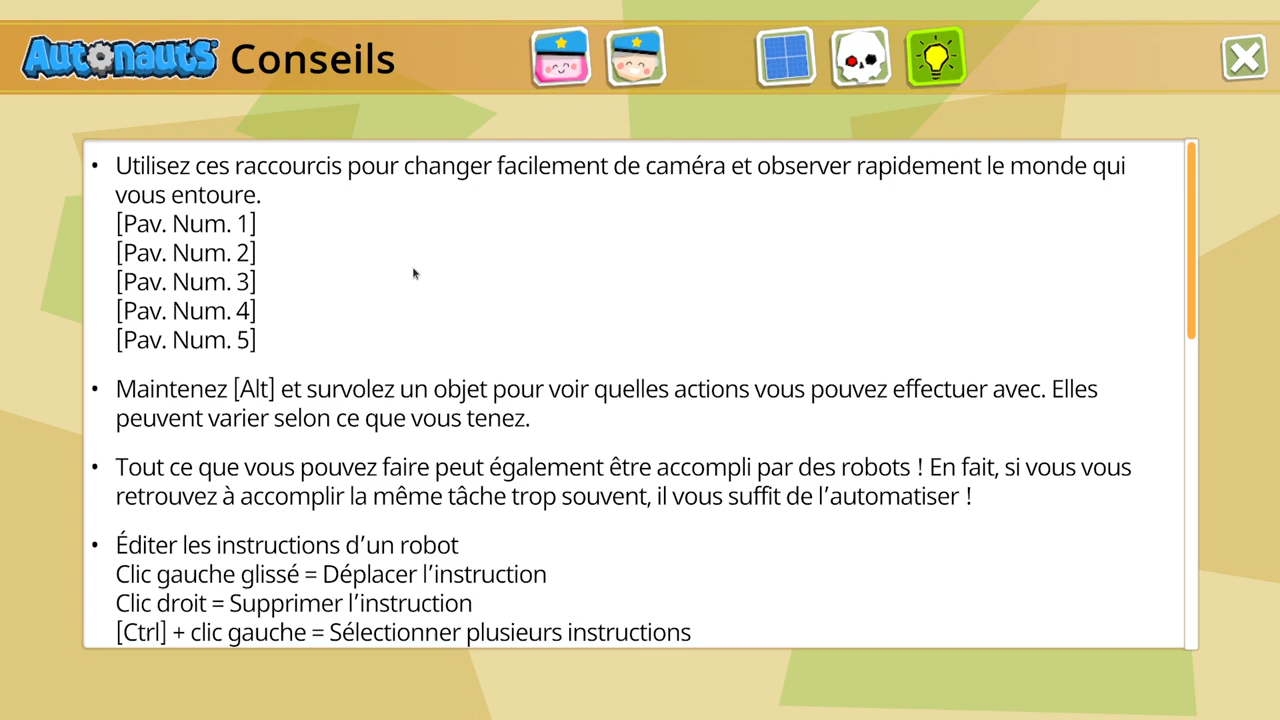 Autonauts Conseils
• Utilisez ces raccourcis pour changer facilement de caméra et observer rapidement le monde qui
vous entoure.
[Pav. Num. 1]
[Pav. Num. 2]
[Pav. Num. 3]
[Pav. Num. 4]
[Pav. Num. 5]
• Maintenez [Alt] et survolez un objet pour voir quelles actions vous pouvez effectuer avec. Elles
peuvent varier selon ce que vous tenez.
• Tout ce que vous pouvez faire peut également être accompli par des robots ! En fait, si vous vous
retrouvez à accomplir la même tâche trop souvent, il vous suffit de l’automatiser !
• Éditer les instructions d’un robot
Clic gauche glissé = Déplacer l’instruction
Clic droit = Supprimer l’instruction
[Ctrl] + clic gauche = Sélectionner plusieurs instructions